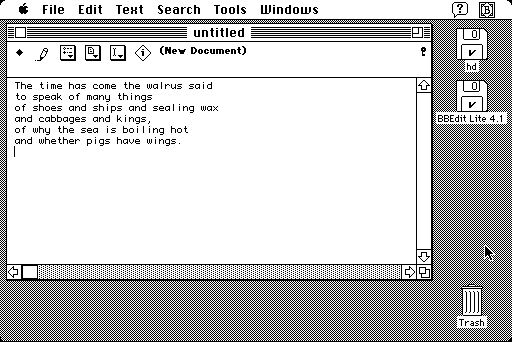 File Edit Text Search Tools Windows
untitled
(New Document)
The time has come the walrus said
to speak of many things
of shoes and ships and sealing wax
and cabbages and kings,
of why the sea is boiling hot
and whether pigs have wings.
hd
BBEdit Lite 4.1
Trash